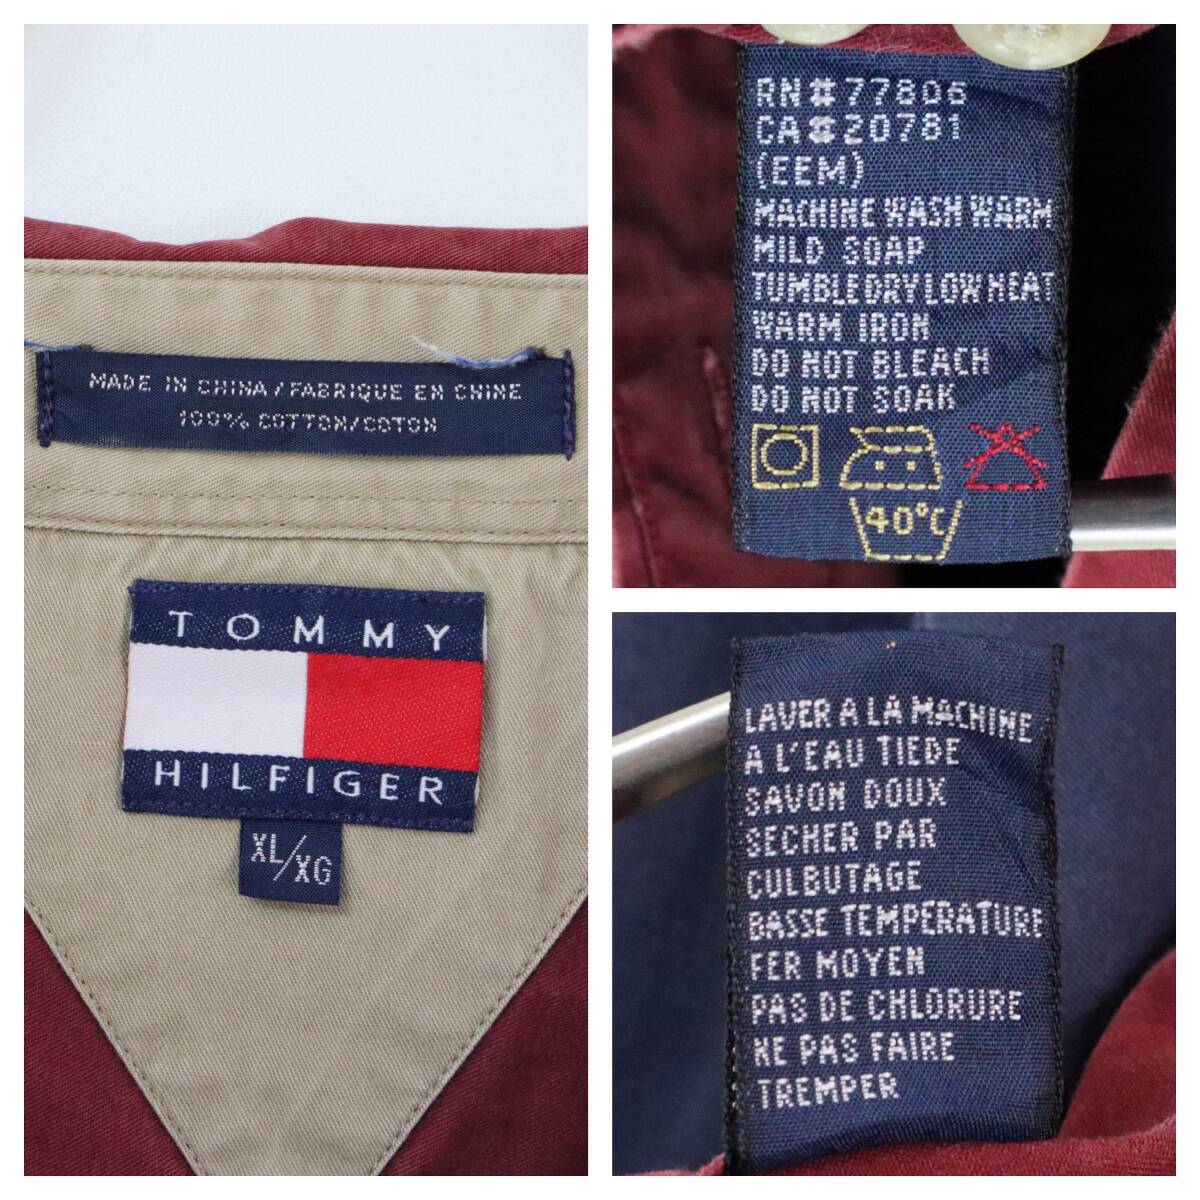 MADE IN CHINA / FABRIQUE EN CHINE
100% COTTON/COTON
TOMMY
HILFIGER
XL/XG
RN#77806
CA#20781
(EEM)
MACHINE WASH WARM
MILD SOAP
TUMBLE DRY LOW HEAT
WARM IRON
DO NOT BLEACH
DO NOT SOAK
40°C
LAVER A LA MACHINE
A L'EAU TIEDE
SAVON DOUX
SECHER PAR
CULBUTAGE
BASSE TEMPERATURE
FER MOYEN
PAS DE CHLORURE
NE PAS FAIRE
TREMPER